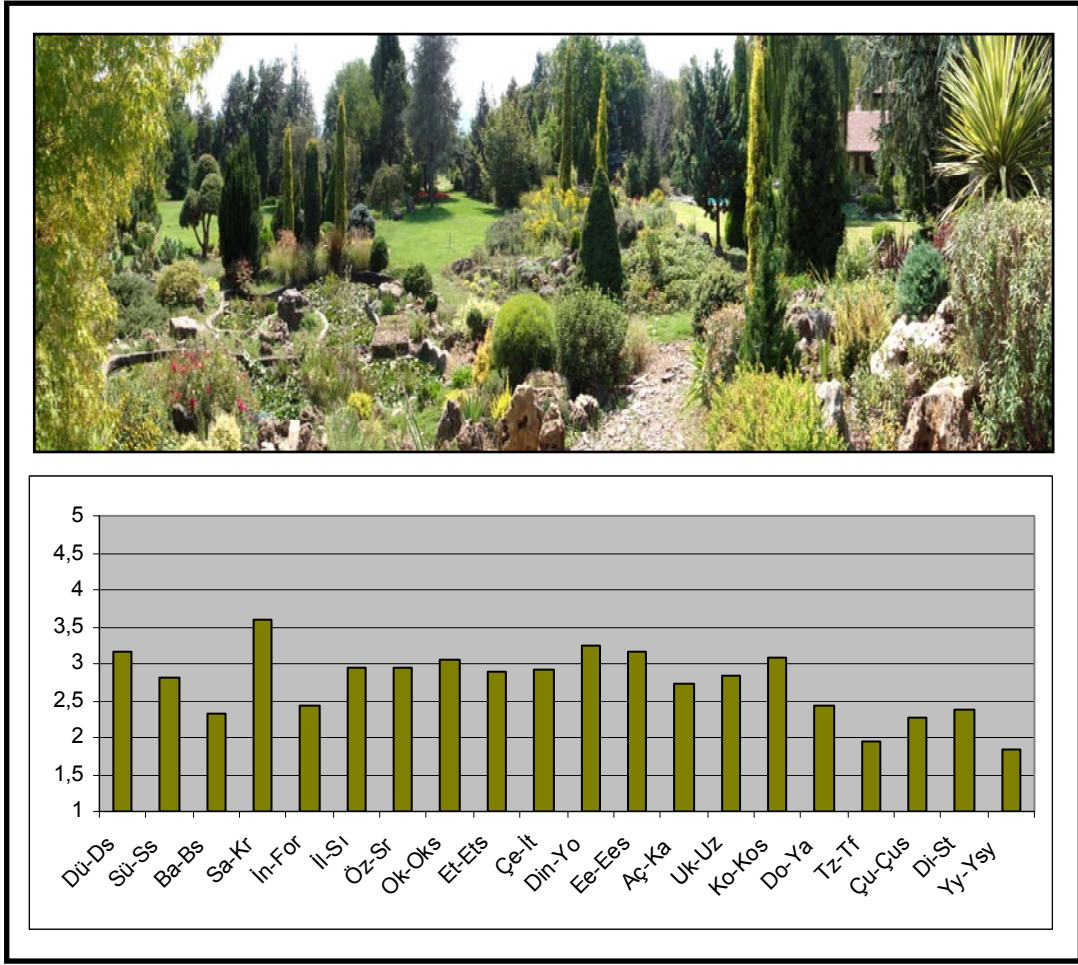 5
4,5
4
3,5
3
2,5
2
1,5
1
Dü-Ds
Sü-Ss
Ba-Bs
Sa-Kr
İn-For
İl-Sı
Öz-Sr
Ok-Oks
Et-Ets
Çe-İt
Din-Yo
Ee-Ees
Aç-Ka
Uk-Uz
Ko-Kos
Do-Ya
Tz-Tf
Çu-Çus
Di-St
Yy-Ysy